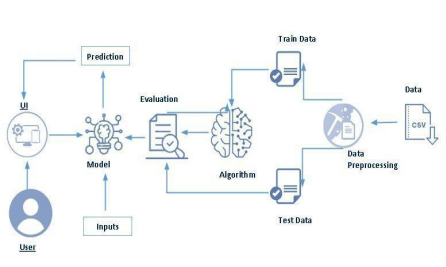 Train Data
Prediction
Data
UI
Evaluation
CSV
Model
Data
Preprocessing
Algorithm
Test Data
Inputs
User